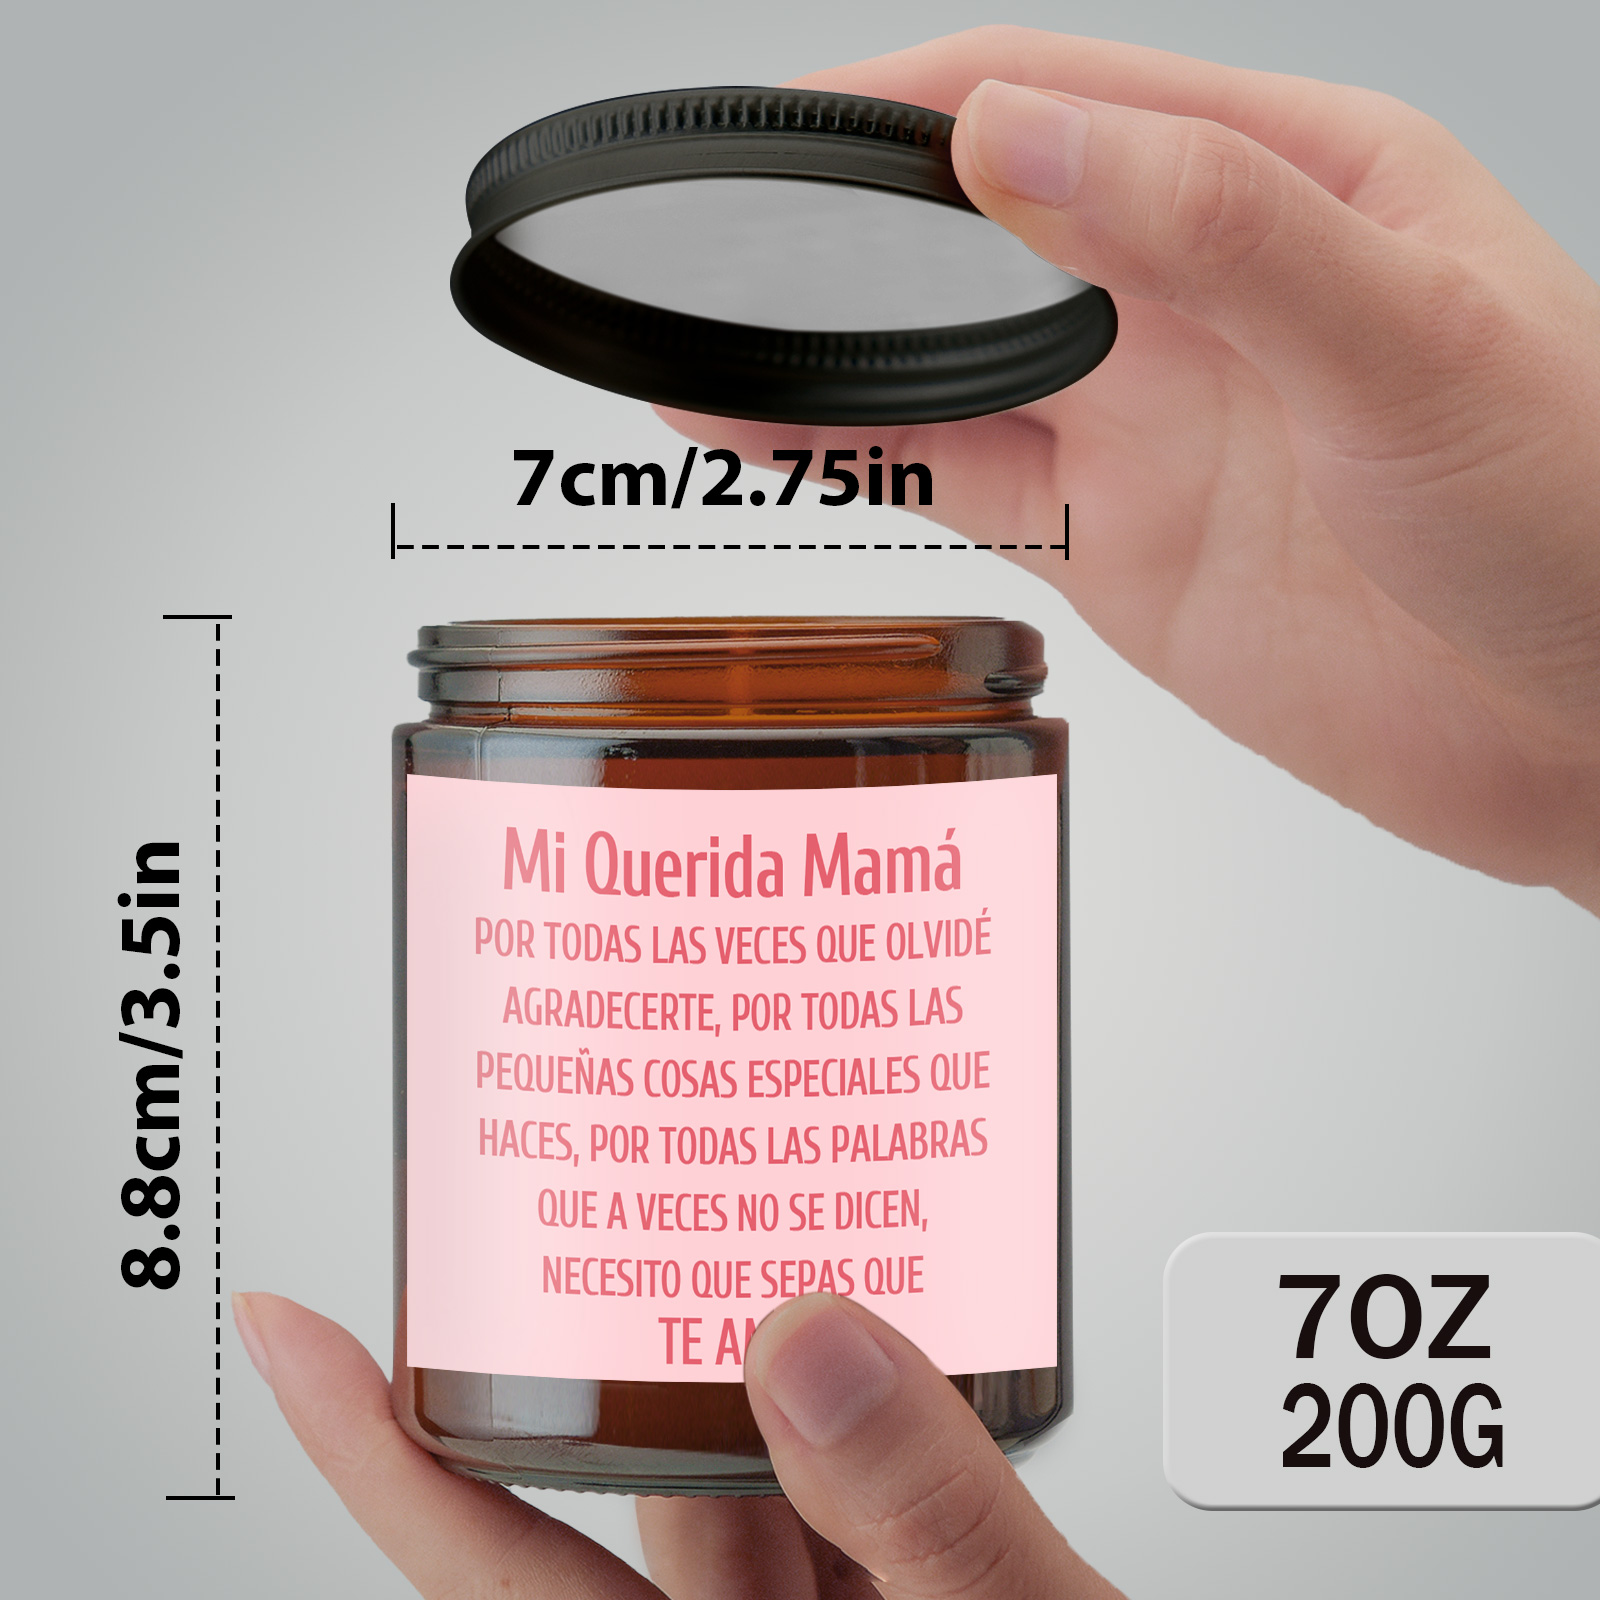 7cm/2.75in
8.8cm/3.5in
Mi Querida Mamá
POR TODAS LAS VECES QUE OLVIDÉ
AGRADECERTE, POR TODAS LAS
PEQUEÑAS COSAS ESPECIALES QUE
HACES, POR TODAS LAS PALABRAS
QUE A VECES NO SE DICEN,
NECESITO QUE SEPAS QUE
TE
7OZ
200G